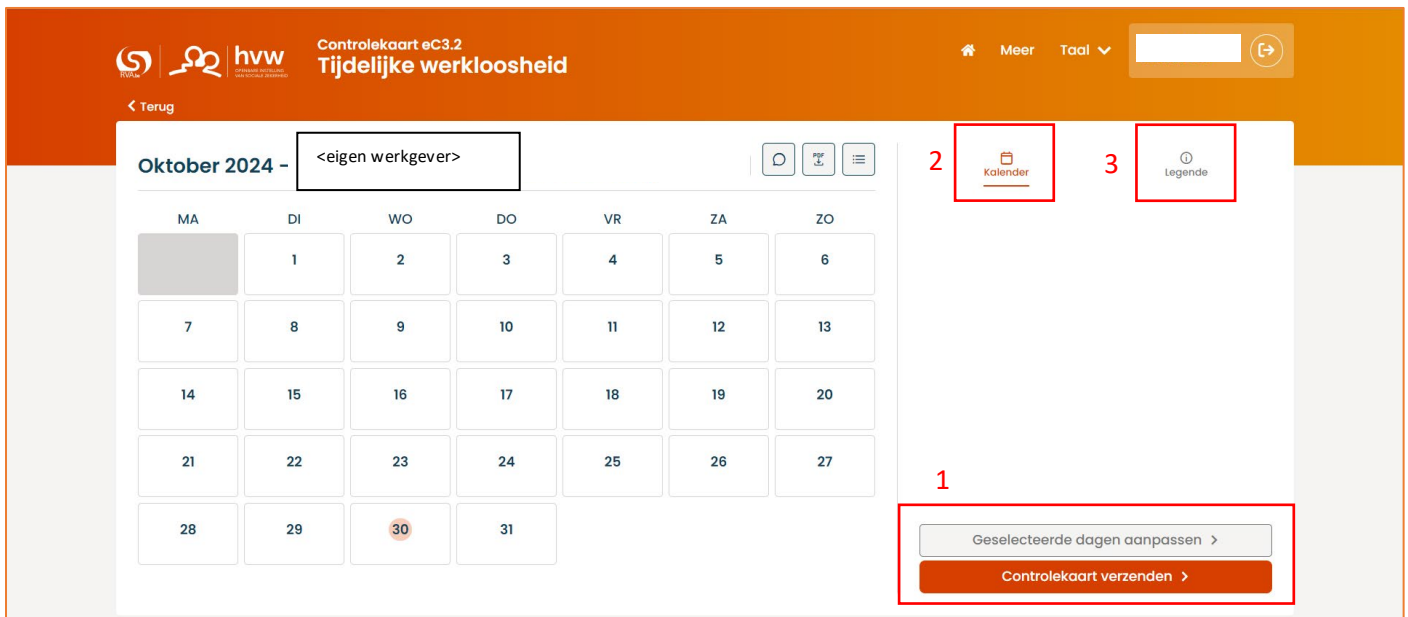 RVA.be
hvw
OPENBARE INSTELLING
VAN SOCIALE ZEKERHEID
Controlekaart eC3.2
Tijdelijke werkloosheid
Meer Taal
Terug
Oktober 2024 - <eigen werkgever>
PDF
2 Kalender
3 Legende
MA DI WO DO VR ZA ZO
1 2 3 4 5 6
7 8 9 10 11 12 13
14 15 16 17 18 19 20
21 22 23 24 25 26 27
28 29 30 31
1
Geselecteerde dagen aanpassen
Controlekaart verzenden